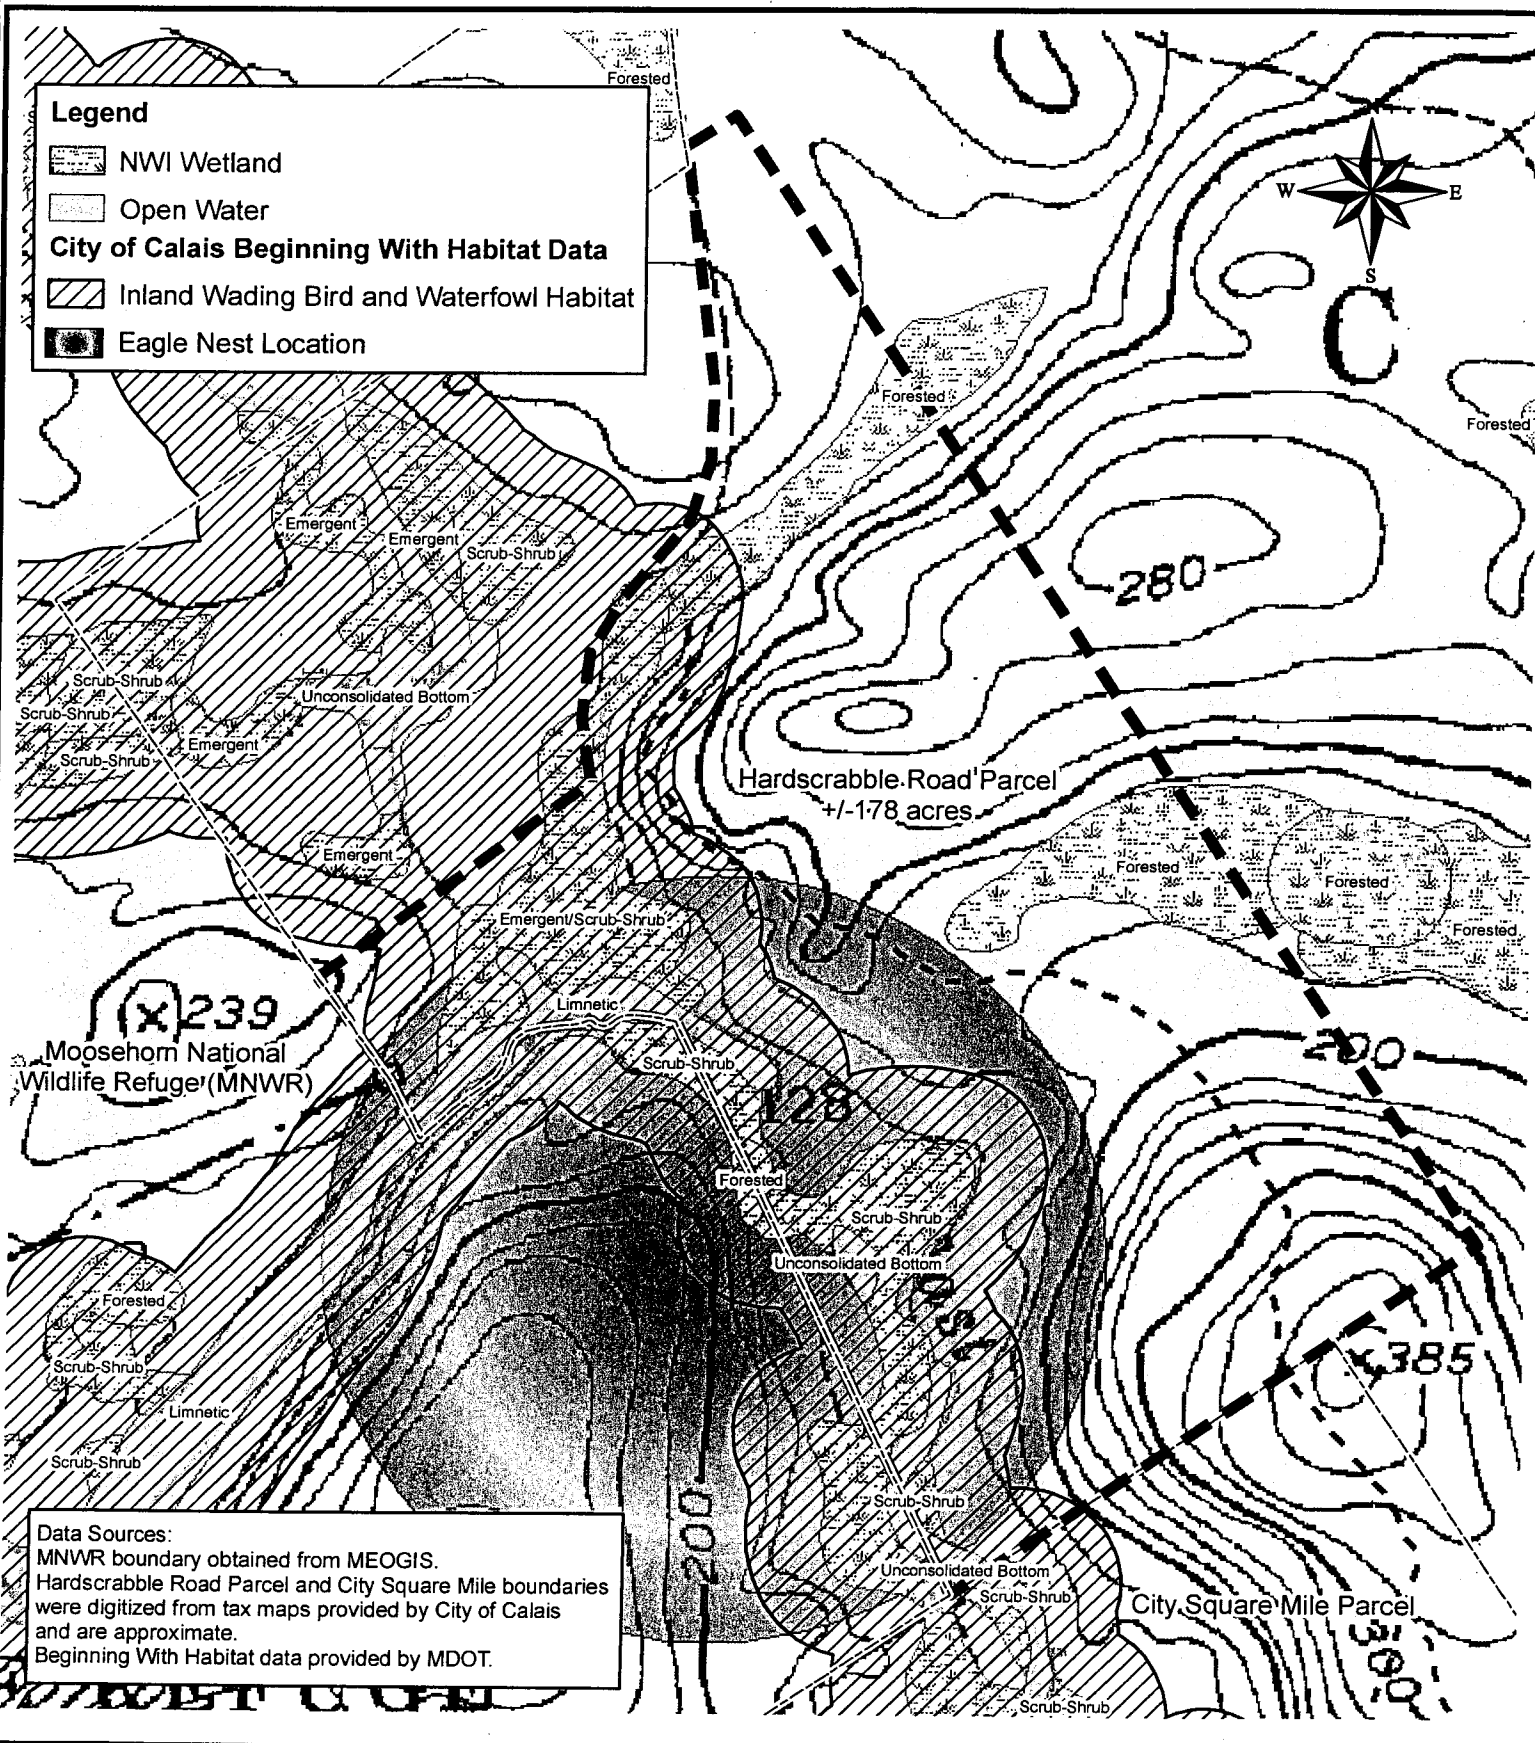 Forested
Legend
NWI Wetland
Open Water
City of Calais Beginning With Habitat Data
Inland Wading Bird and Waterfowl Habitat
Eagle Nest Location
W
E
S
C
Forested
Forested
Emergent
Emergent
Scrub-Shrub
280
Scrub-Shrub
Unconsolidated Bottom
Scrub-Shrub
Emergent
Scrub-Shrub
Hardscrabble Road Parcel
+/-178 acres
Emergent
Forested
Forested
Emergent/Scrub-Shrub
Forested
Limnetic
239
200
Moosehorn National
Wildlife Refuge (MNWR)
Scrub-Shrub
128
Forested
Scrub-Shrub
Unconsolidated Bottom
Forested
385
Scrub-Shrub
Limnetic
Scrub-Shrub
200
Scrub-Shrub
Data Sources:
MNWR boundary obtained from MEOGIS.
Hardscrabble Road Parcel and City Square Mile boundaries
were digitized from tax maps provided by City of Calais
and are approximate.
Beginning With Habitat data provided by MDOT.
Unconsolidated Bottom
Scrub-Shrub
City Square Mile Parcel
300
Scrub-Shrub